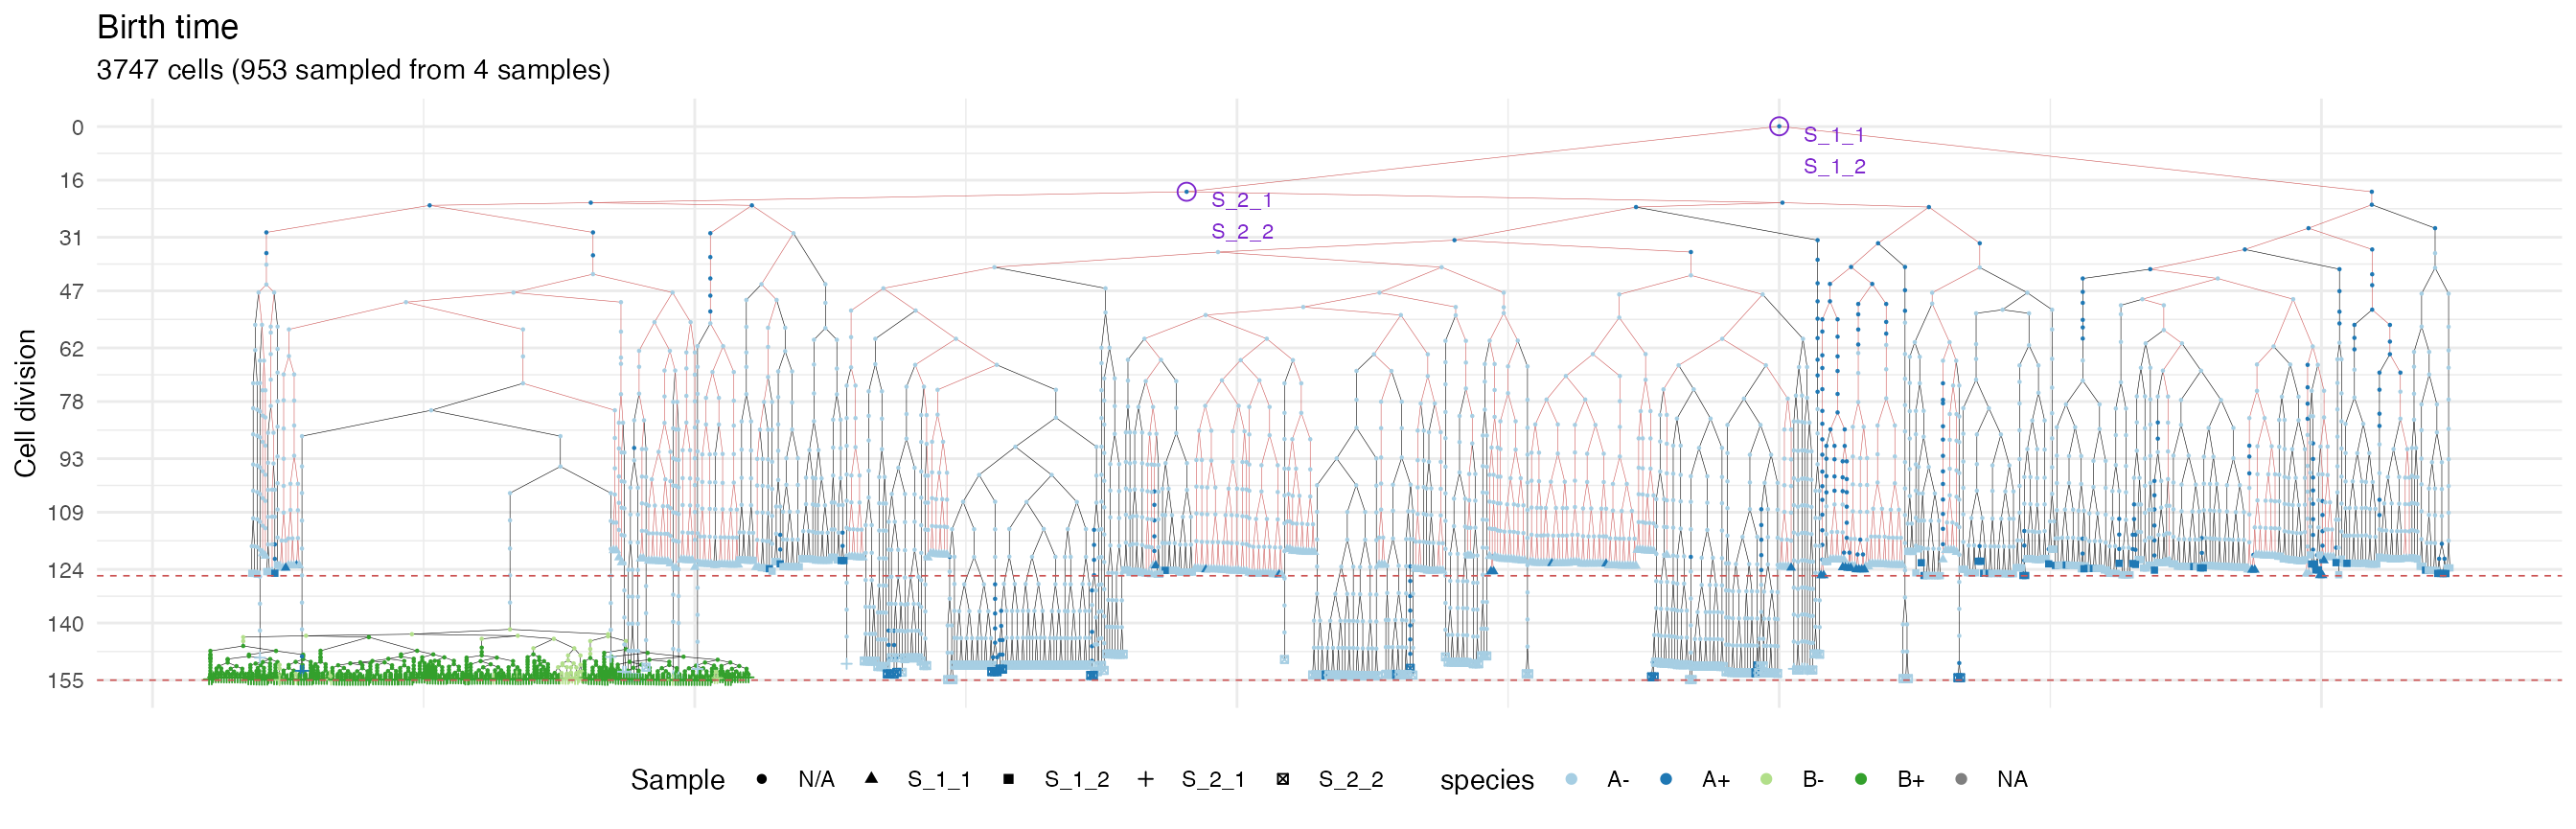 Birth time
3747 cells (953 sampled from 4 samples)
Cell division
0
16
31
47
62
78
93
109
124
140
155
S_1_1
S_1_2
S_2_1
S_2_2
Sample N/A S_1_1 S_1_2 S_2_1 S_2_2 species A- A+ B- B+ NA